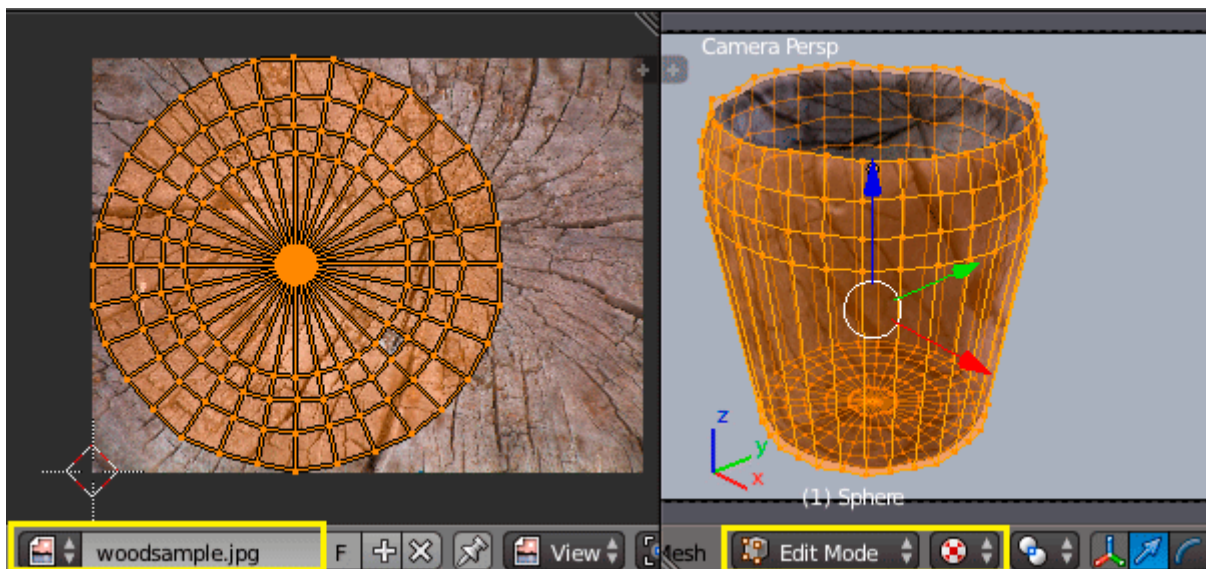 Camera Persp
z
y
x
(1) Sphere
woodsample.jpg
F
View
Mesh
Edit Mode